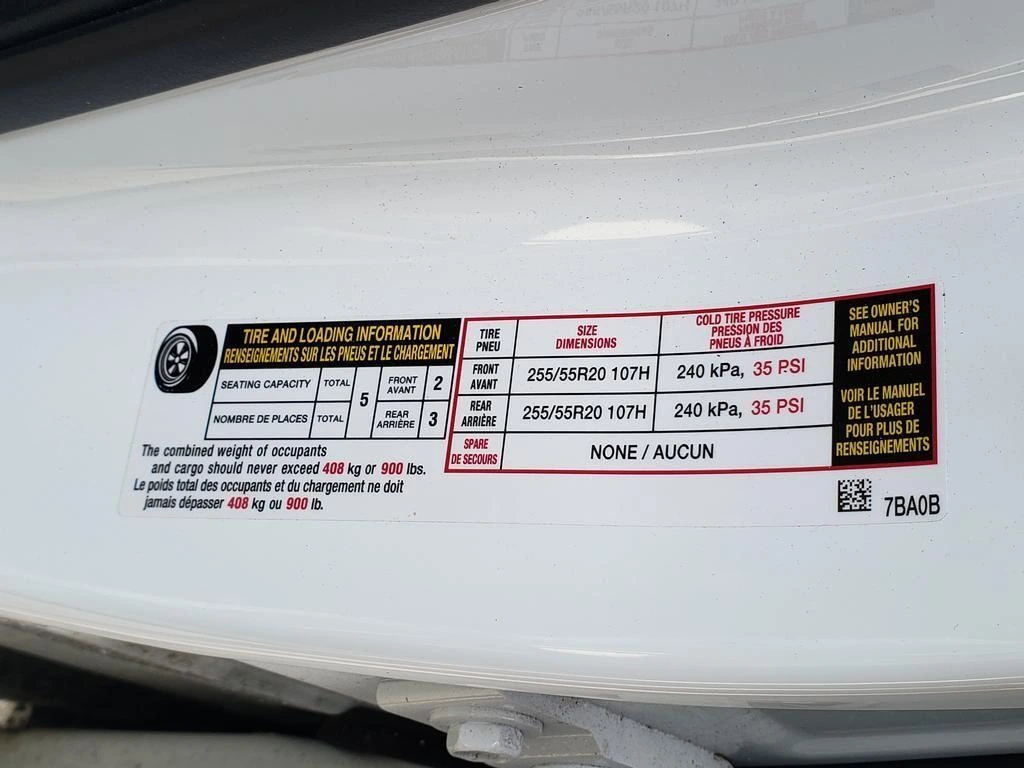 TIRE AND LOADING INFORMATION
RENSEIGNEMENTS SUR LES PNEUS ET LE CHARGEMENT
SEATING CAPACITY TOTAL 5 FRONT AVANT 2
NOMBRE DE PLACES TOTAL REAR ARRIÈRE 3
The combined weight of occupants
and cargo should never exceed 408 kg or 900 lbs.
Le poids total des occupants et du chargement ne doit
jamais dépasser 408 kg ou 900 lb.
TIRE PNEU SIZE DIMENSIONS COLD TIRE PRESSURE PRESSION DES PNEUS À FROID
FRONT AVANT 255/55R20 107H 240 kPa, 35 PSI
REAR ARRIÈRE 255/55R20 107H 240 kPa, 35 PSI
SPARE DE SECOURS NONE / AUCUN
SEE OWNER'S
MANUAL FOR
ADDITIONAL
INFORMATION
VOIR LE MANUEL
DE L'USAGER
POUR PLUS DE
RENSEIGNEMENTS
7BA0B